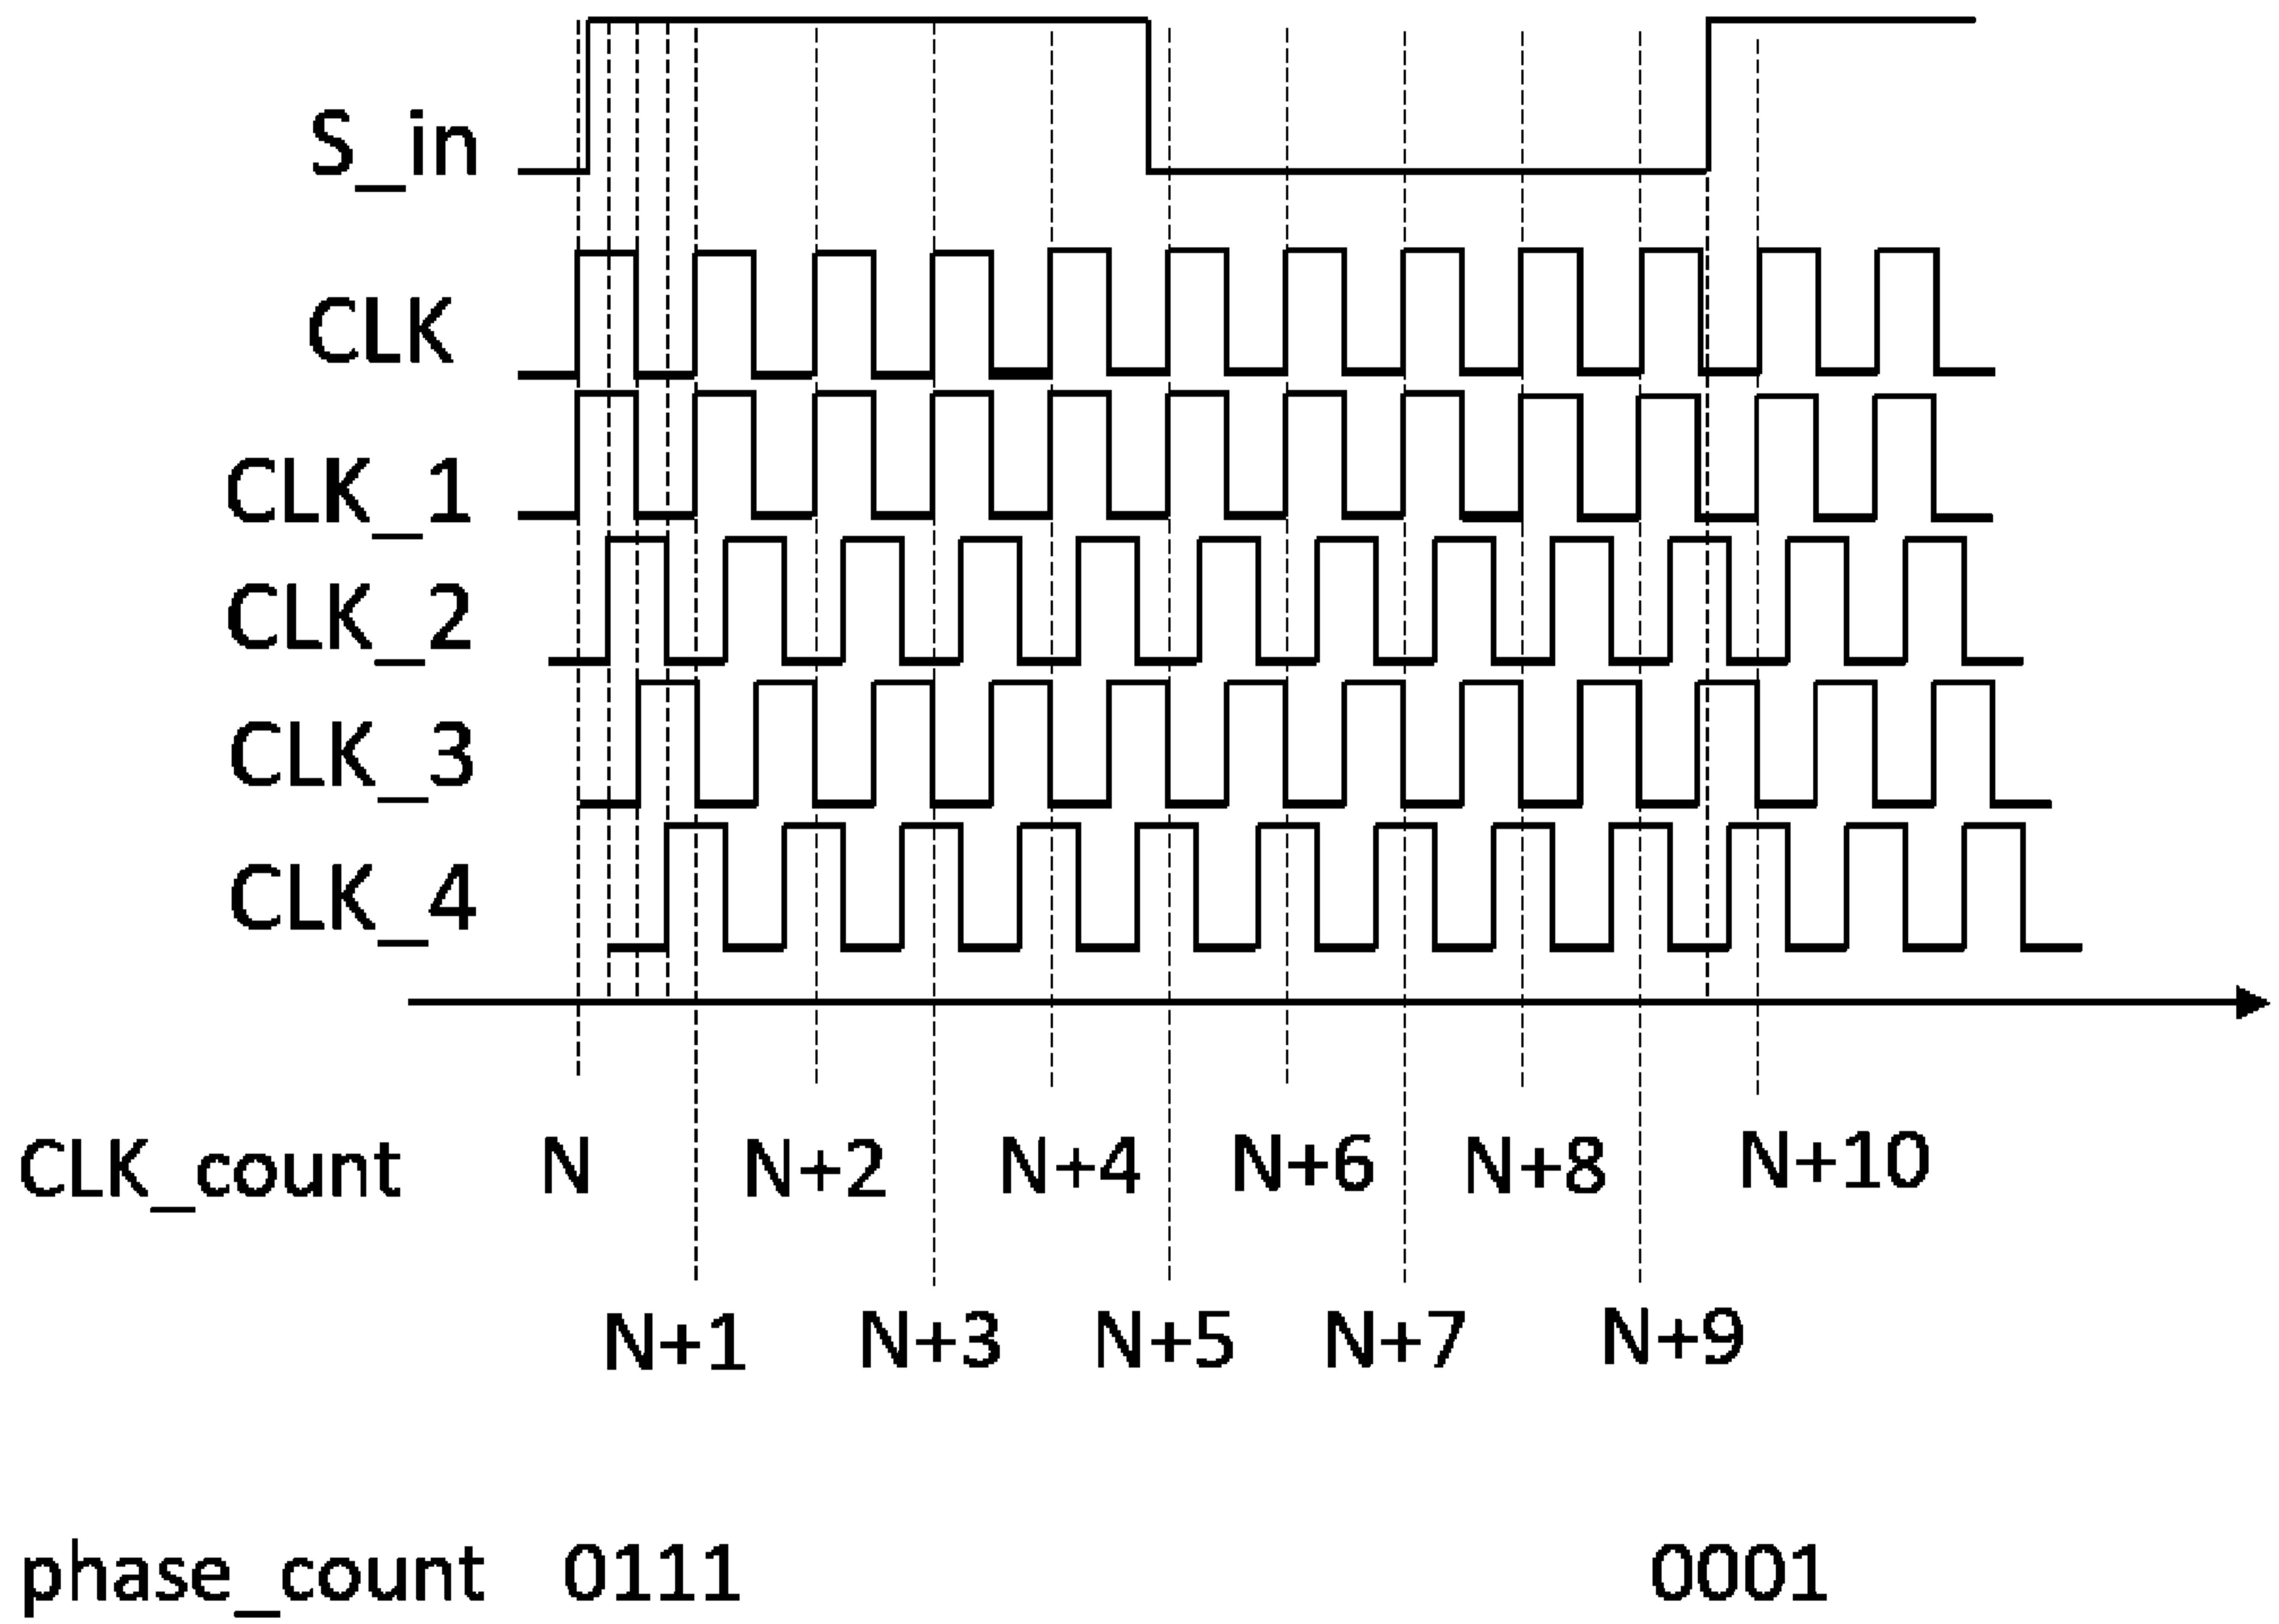 S_in
CLK
CLK_1
CLK_2
CLK_3
CLK_4
CLK_count N N+2 N+4 N+6 N+8 N+10
N+1 N+3 N+5 N+7 N+9
phase_count 0111 0001